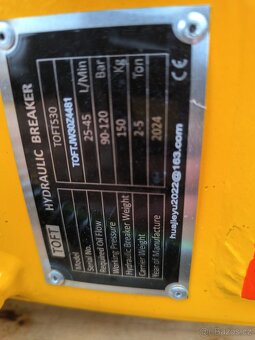 TOFT HYDRAULIC BREAKER
Model TOFT530
Serial No. TOFTJW30Z4481
Required Oil Flow 25-45 L/Min
Working Pressure 90-120 Bar
Hydraulic Breaker Weight 150 Kg
Carrier Weight 2-5 Ton
Year of Manufacture 2024 CE
huajieyu2022@163.com